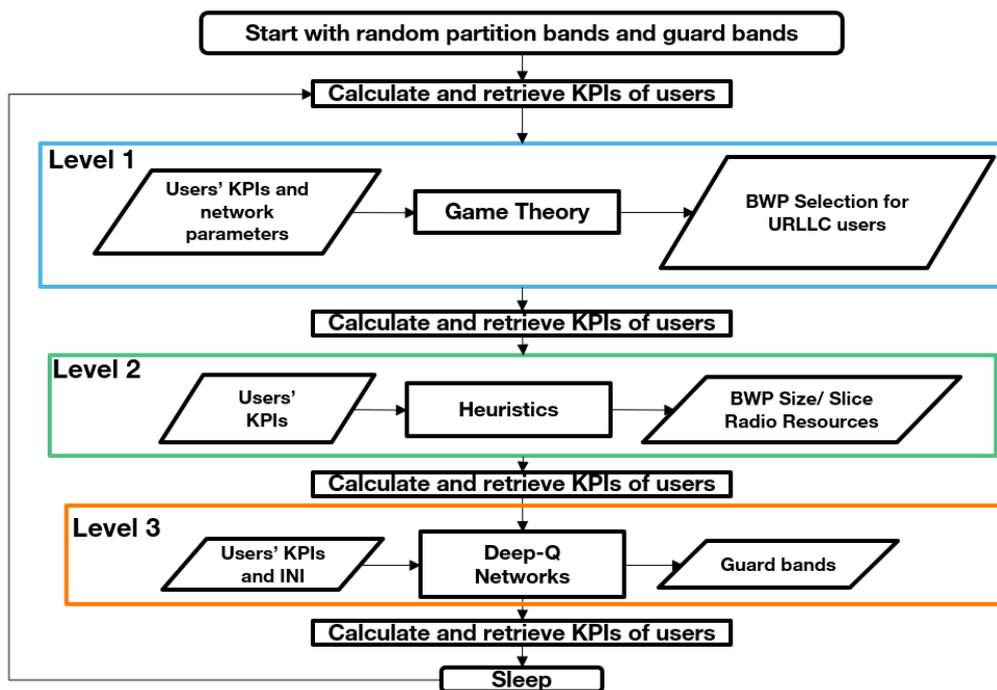 Start with random partition bands and guard bands
Calculate and retrieve KPIs of users
Level 1
Users' KPIs and
network
parameters
Game Theory
BWP Selection for
URLLC users
Calculate and retrieve KPIs of users
Level 2
Users'
KPIs
Heuristics
BWP Size/ Slice
Radio Resources
Calculate and retrieve KPIs of users
Level 3
Users' KPIs
and INI
Deep-Q
Networks
Guard bands
Calculate and retrieve KPIs of users
Sleep